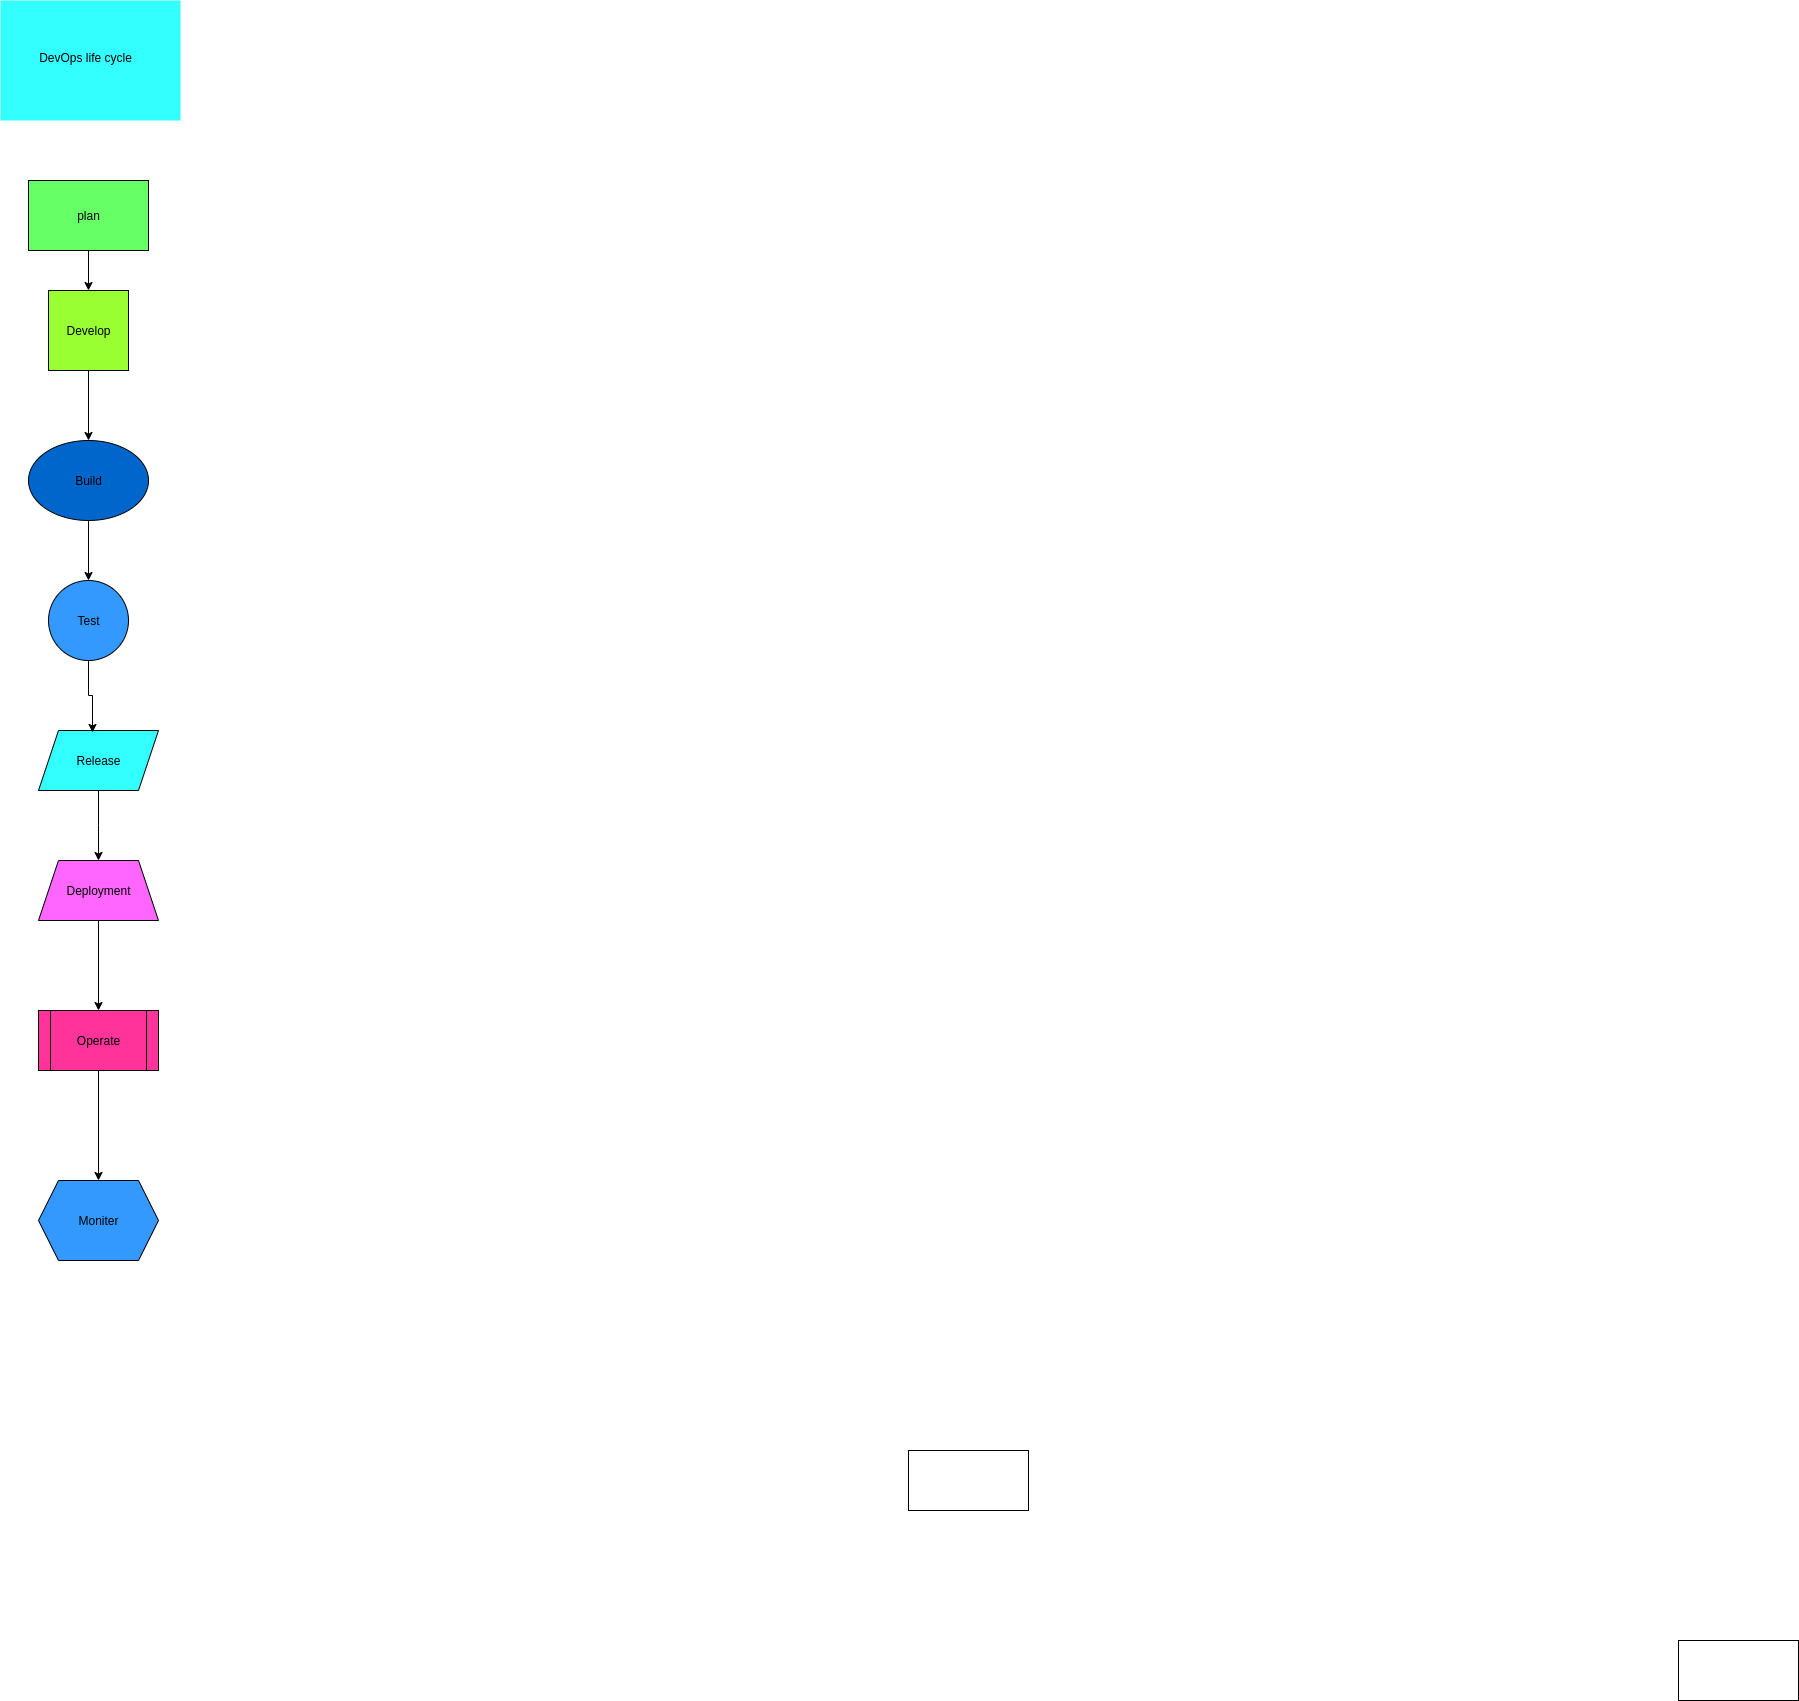 DevOps life cycle
plan
Develop
Build
Test
Release
Deployment
Operate
Moniter